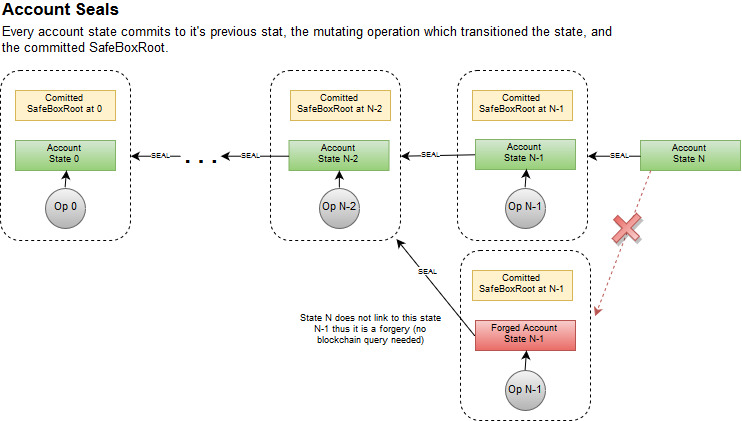 Account Seals
Every account state commits to it's previous stat, the mutating operation which transitioned the state, and
the committed SafeBoxRoot.
Comitted
SafeBoxRoot at 0
Comitted
SafeBoxRoot at N-2
Comitted
SafeBoxRoot at N-1
Account
State 0
SEAL
. . .
SEAL
Account
State N-2
SEAL
Account
State N-1
SEAL
Account
State N
Op 0
Op N-2
Op N-1
SEAL
Comitted
SafeBoxRoot at N-1
State N does not link to this state
N-1 thus it is a forgery (no
blockchain query needed)
Forged Account
State N-1
Op N-1